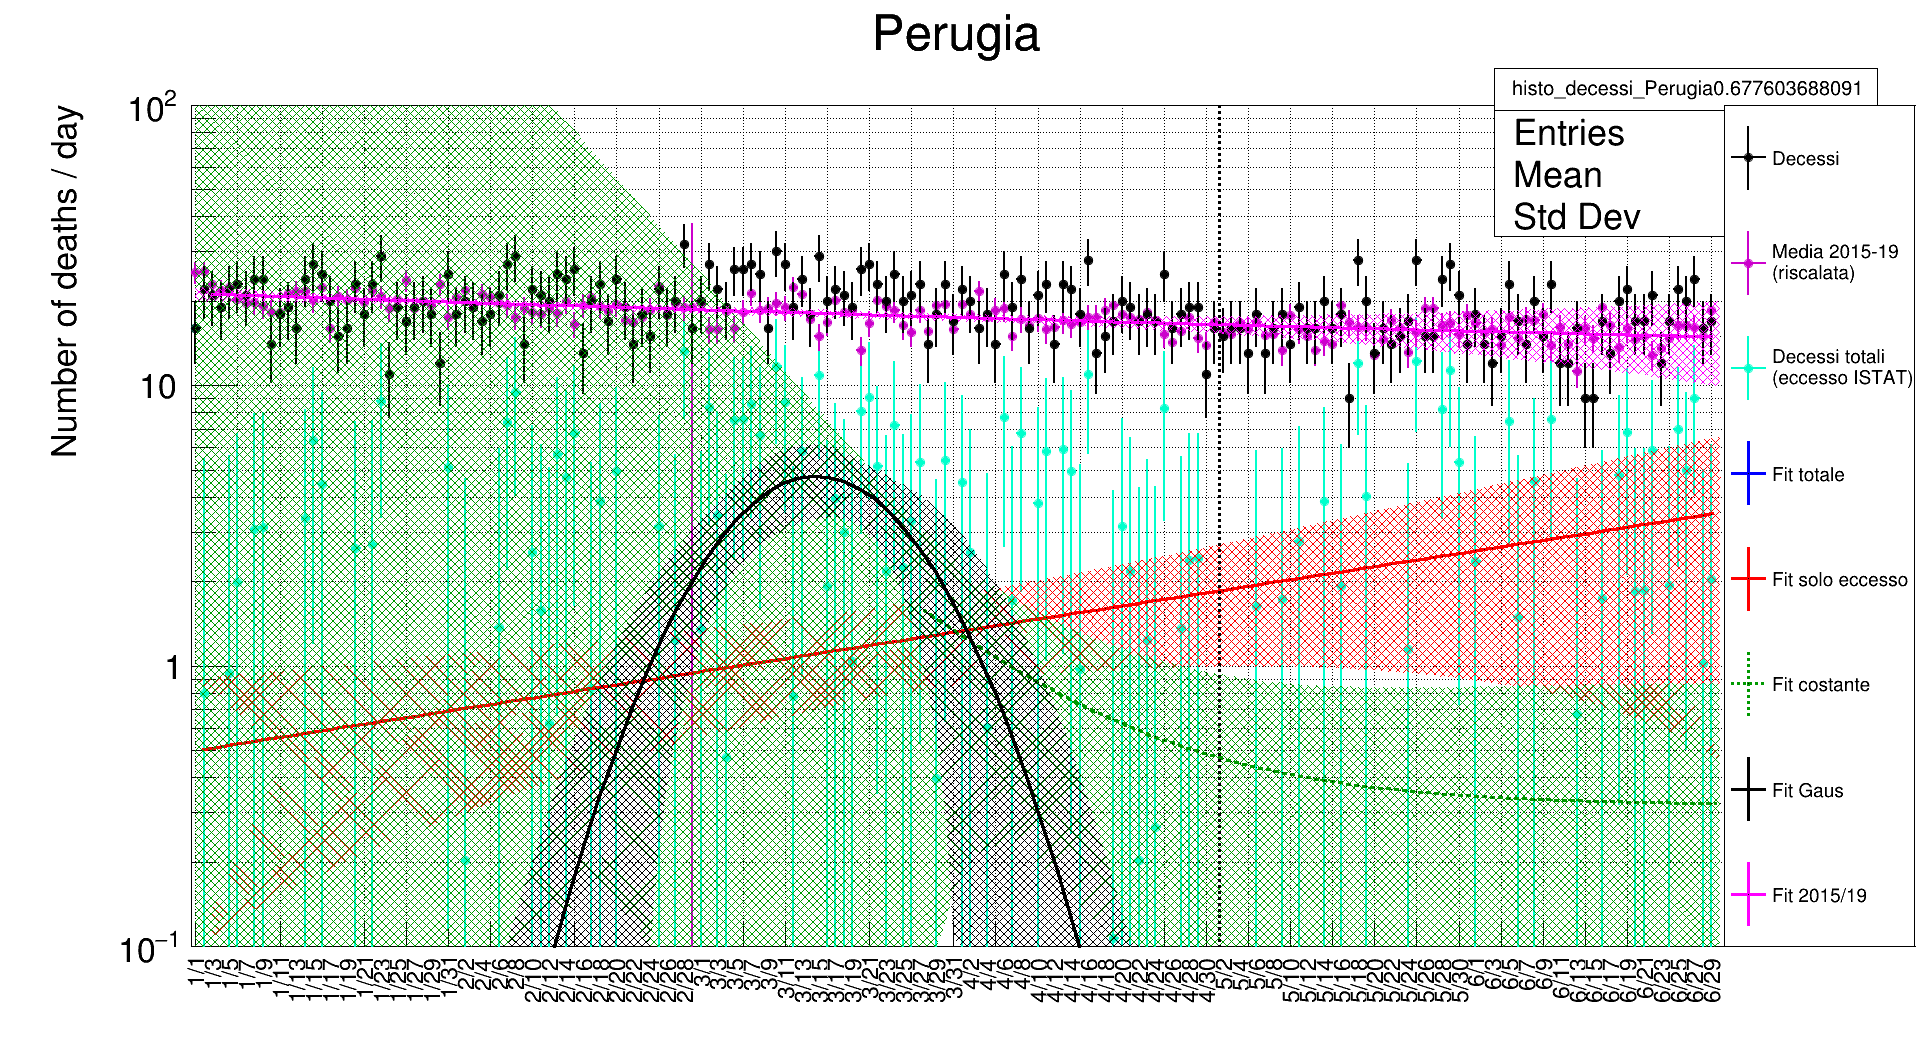 Perugia
histo_decessi_Perugia0.677603688091
Entries
Mean
Std Dev
Decessi
Media 2015-19
(riscalata)
Decessi totali
(eccesso ISTAT)
Fit totale
Fit solo eccesso
Fit costante
Fit Gaus
Fit 2015/19
Number of deaths / day
10²
10
1
10⁻¹
1/1 1/3 1/5 1/7 1/9 1/11 1/13 1/15 1/17 1/19 1/21 1/23 1/25 1/27 1/29 1/31 2/2 2/4 2/6 2/8 2/10 2/12 2/14 2/16 2/18 2/20 2/22 2/24 2/26 2/28 3/1 3/3 3/5 3/7 3/9 3/11 3/13 3/15 3/17 3/19 3/21 3/23 3/25 3/27 3/29 3/31 4/2 4/4 4/6 4/8 4/10 4/12 4/14 4/16 4/18 4/20 4/22 4/24 4/26 4/28 4/30 5/2 5/4 5/6 5/8 5/10 5/12 5/14 5/16 5/18 5/20 5/22 5/24 5/26 5/28 5/30 6/1 6/3 6/5 6/7 6/9 6/11 6/13 6/15 6/17 6/19 6/21 6/23 6/25 6/27 6/29